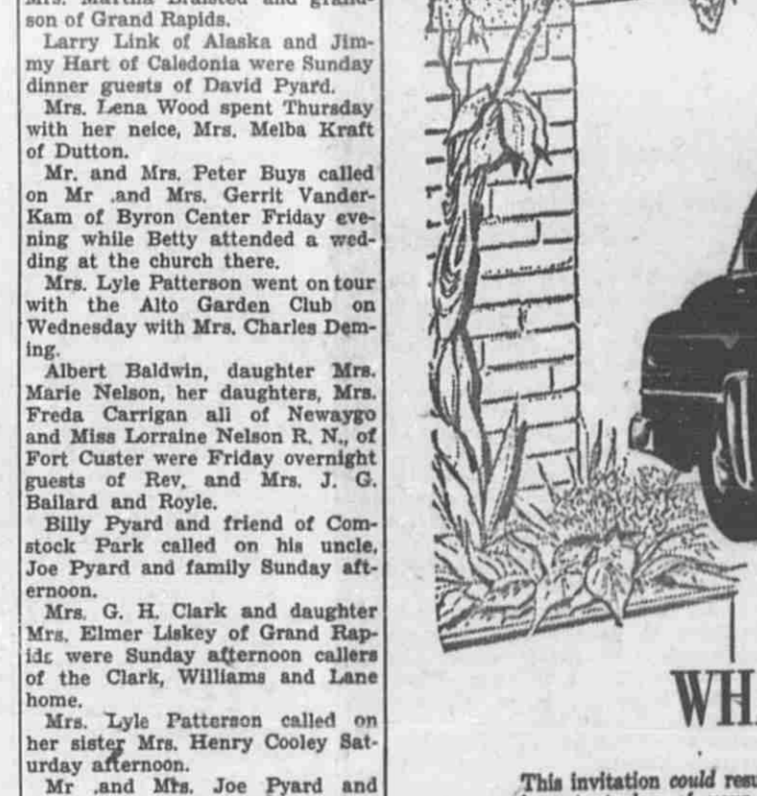 Mrs. Martha Braisted and grand-
son of Grand Rapids.
Larry Link of Alaska and Jim-
my Hart of Caledonia were Sunday
dinner guests of David Pyard.
Mrs. Lena Wood spent Thursday
with her neice, Mrs. Melba Kraft
of Dutton.
Mr. and Mrs. Peter Buys called
on Mr .and Mrs. Gerrit Vander-
Kam of Byron Center Friday eve-
ning while Betty attended a wed-
ding at the church there.
Mrs. Lyle Patterson went on tour
with the Alto Garden Club on
Wednesday with Mrs. Charles Dem-
ing.
Albert Baldwin, daughter Mrs.
Marie Nelson, her daughters, Mrs.
Freda Carrigan all of Newaygo
and Miss Lorraine Nelson R. N., of
Fort Custer were Friday overnight
guests of Rev. and Mrs. J. G.
Ballard and Royle.
Billy Pyard and friend of Com-
stock Park called on his uncle,
Joe Pyard and family Sunday aft-
ernoon.
Mrs. G. H. Clark and daughter
Mrs. Elmer Liskey of Grand Rap-
ids were Sunday afternoon callers
of the Clark, Williams and Lane
home.
Mrs. Lyle Patterson called on
her sister Mrs. Henry Cooley Sat-
urday afternoon.
Mr .and Mrs. Joe Pyard and
WHA
This invitation could resu